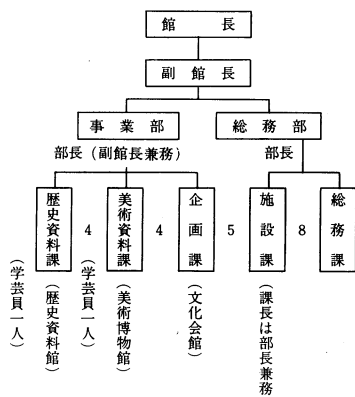 館長
副館長
事業部
総務部
部長（副館長兼務）
部長
総務課
8
施設課
（課長は部長兼務
5
企画課
（文化会館）
4
美術資料課
（美術博物館）
（学芸員一人）
4
歴史資料課
（歴史資料館）
（学芸員一人）